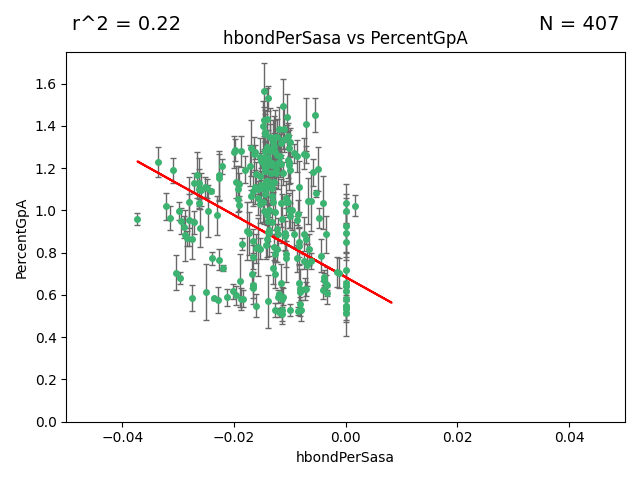 r^2 = 0.22
N = 407
hbondPerSasa vs PercentGpA
1.6
1.4
1.2
1.0
0.8
0.6
0.4
0.2
0.0
PercentGpA
−0.04
−0.02
0.00
0.02
0.04
hbondPerSasa